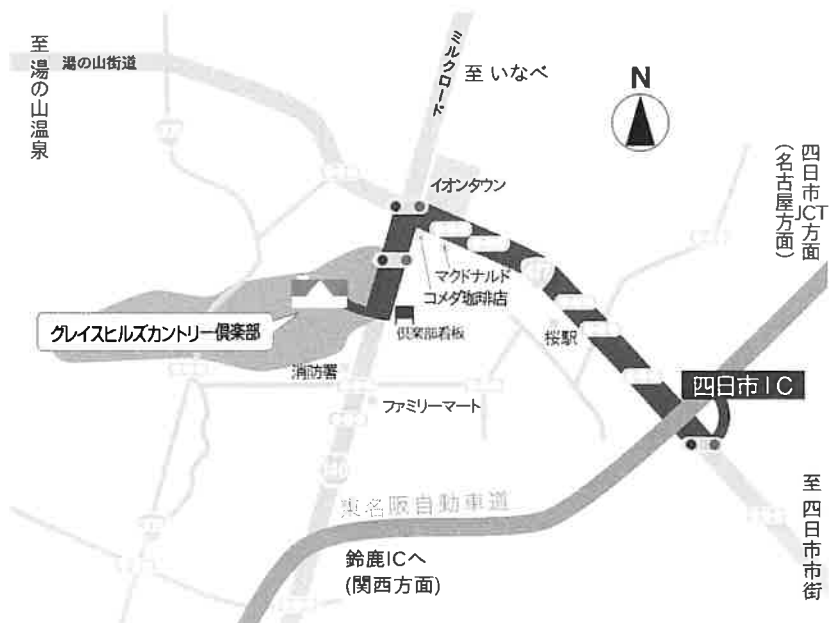 至 湯の山温泉
湯の山街道
ミルクロード
至 いなべ
N
四日市JCT方面
(名古屋方面)
イオンタウン
マクドナルド
コメダ珈琲店
グレイスヒルズカントリー倶楽部
倶楽部看板
桜駅
消防署
四日市IC
ファミリーマート
東名阪自動車道
至 四日市市街
鈴鹿ICへ
(関西方面)